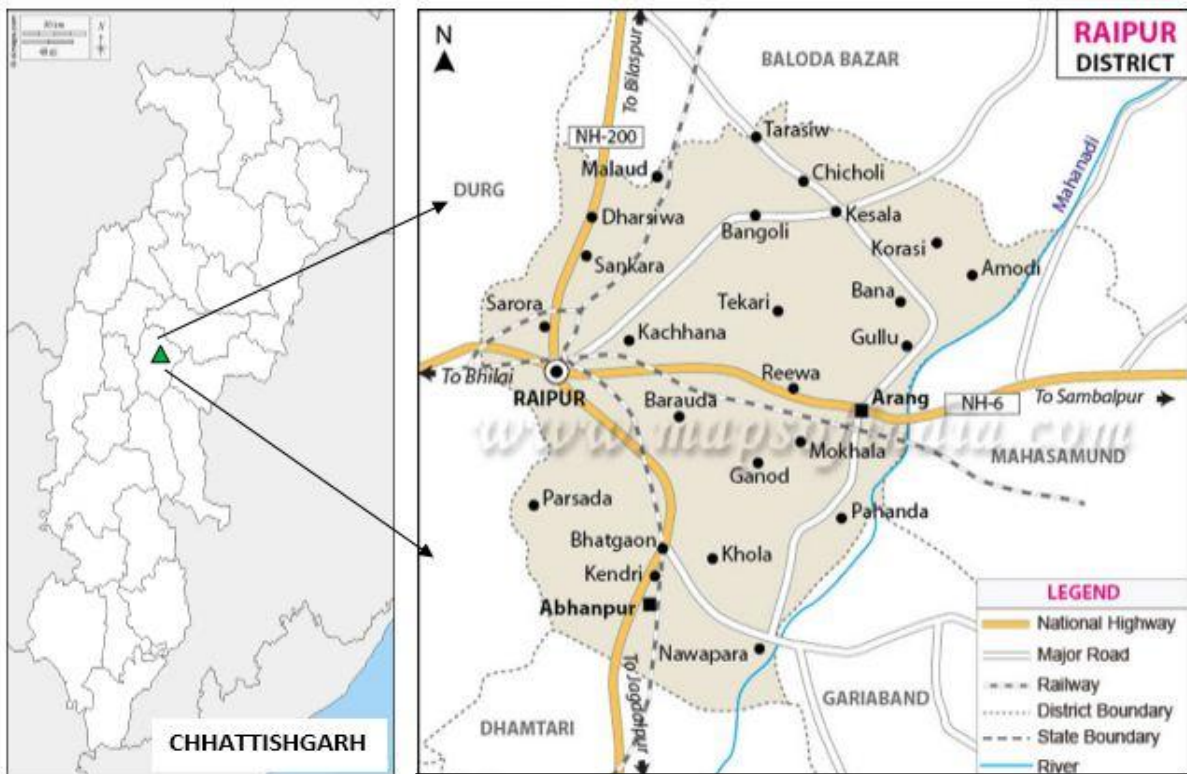 N
CHHATTISHGARH
RAIPUR
DISTRICT
N
To Bilaspur
BALODA BAZAR
NH-200
Tarasiw
Malaud
Chicholi
DURG
Mahanadi
Dharsiwa
Bangoli
Kesala
Korasi
Sankara
Amodi
Tekari
Bana
Sarora
Kachhana
Gullu
To Bhilai
RAIPUR
Reewa
Barauda
Arang
NH-6
To Sambalpur
www.mapsofindia.com
Mokhala
MAHASAMUND
Ganod
Parsada
Pahanda
Bhatgaon
Khola
Kendri
Abhanpur
Nawapara
To Jagdalpur
GARIABAND
DHAMTARI
LEGEND
National Highway
Major Road
Railway
District Boundary
State Boundary
River